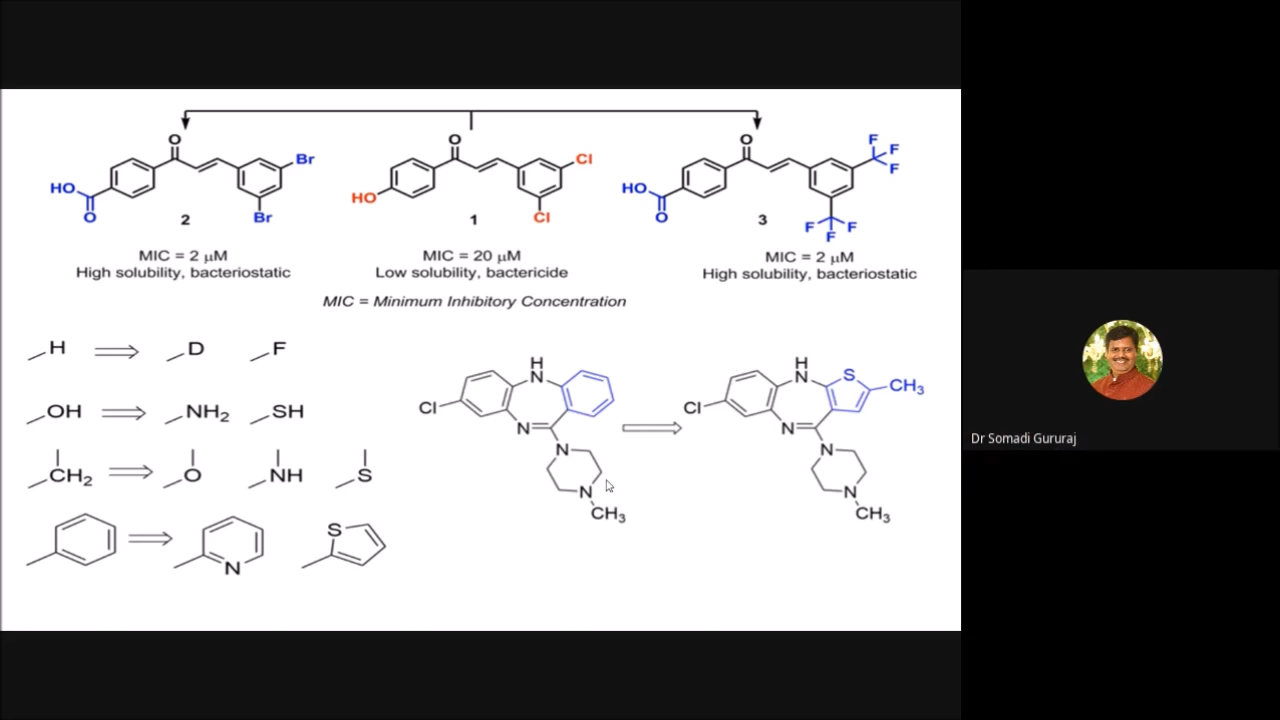 O O O F F F
Br Cl HO HO
HO O Br 2 1 Cl 3 O F F F
MIC = 2 μM MIC = 20 μM MIC = 2 μM
High solubility, bacteriostatic Low solubility, bactericide High solubility, bacteriostatic
MIC = Minimum Inhibitory Concentration
H D F
OH NH2 SH
CH2 O NH S
S N
H N Cl N N N CH3
H N S CH3 Cl N N N CH3
Dr Somadi Gururaj